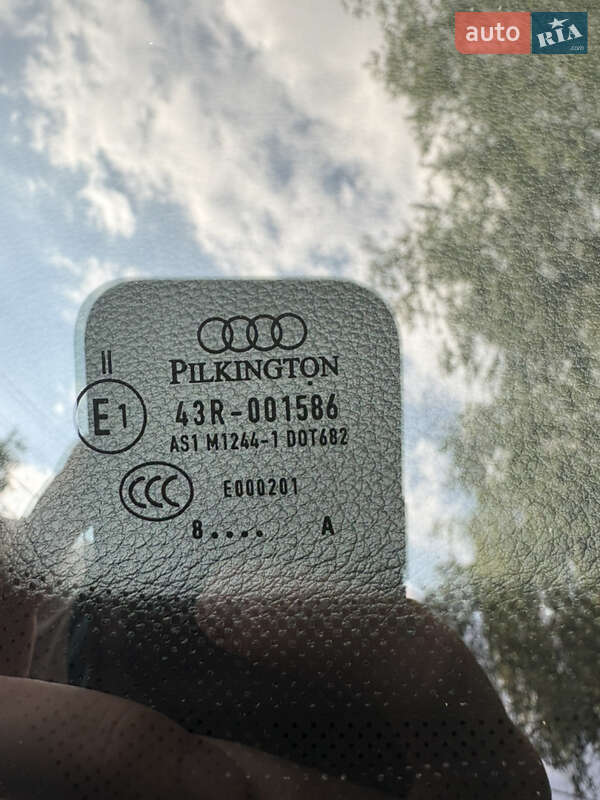 auto RIA .com
II
PILKINGTON
E1 43R-001586
AS1 M1244-1 DOT682
CCC E000201
8.... A